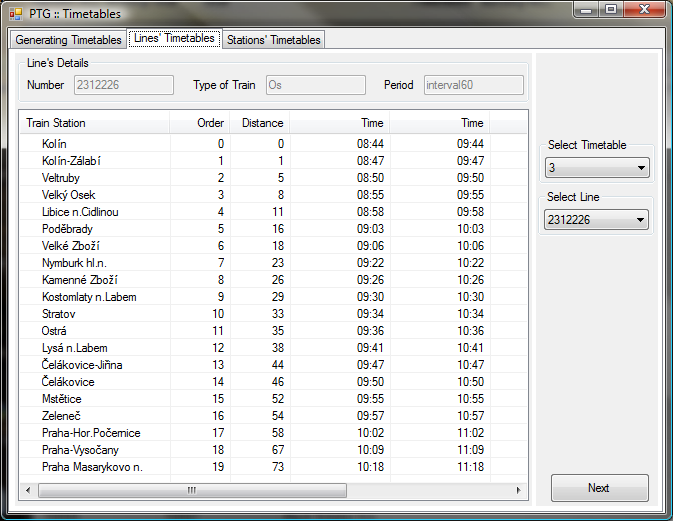 PTG :: Timetables
Generating Timetables Lines' Timetables Stations' Timetables
Line's Details
Number 2312226 Type of Train Os Period interval60
Train Station Order Distance Time Time
Kolín 0 0 08:44 09:44
Kolín-Zálabí 1 1 08:47 09:47
Veltruby 2 5 08:50 09:50
Velký Osek 3 8 08:55 09:55
Libice n.Cidlinou 4 11 08:58 09:58
Poděbrady 5 16 09:03 10:03
Velké Zboží 6 18 09:06 10:06
Nymburk hl.n. 7 23 09:22 10:22
Kamenné Zboží 8 26 09:26 10:26
Kostomlaty n.Labem 9 29 09:30 10:30
Stratov 10 33 09:34 10:34
Ostrá 11 35 09:36 10:36
Lysá n.Labem 12 38 09:41 10:41
Čelákovice-Jiřina 13 44 09:47 10:47
Čelákovice 14 46 09:50 10:50
Mstětice 15 52 09:55 10:55
Zeleneč 16 54 09:57 10:57
Praha-Hor.Počernice 17 58 10:02 11:02
Praha-Vysočany 18 67 10:09 11:09
Praha Masarykovo n. 19 73 10:18 11:18
Select Timetable
3
Select Line
2312226
Next